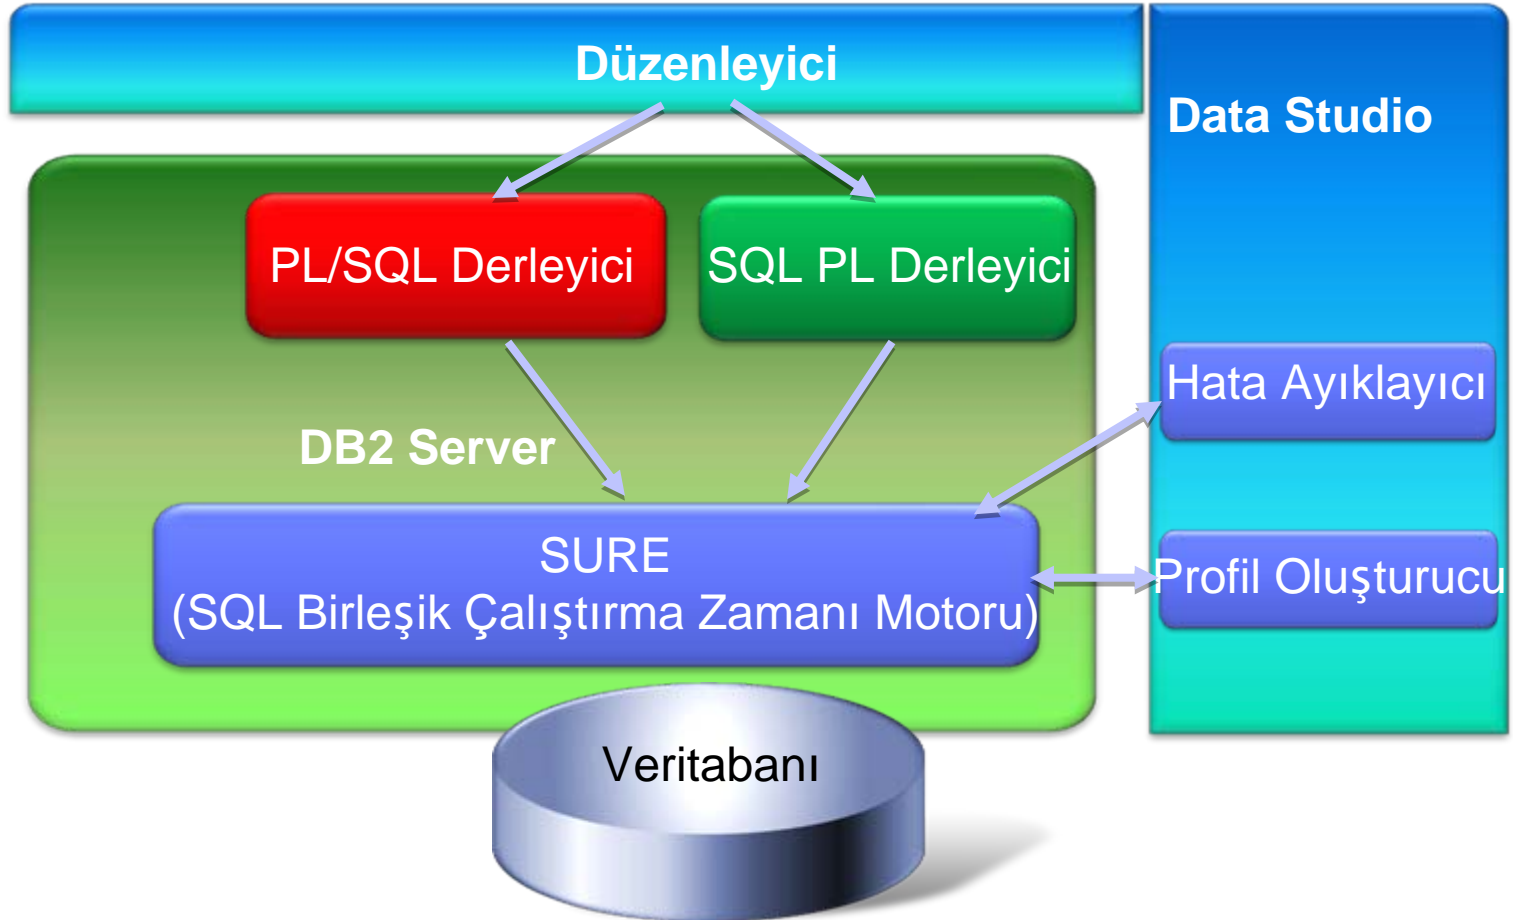 Düzenleyici
Data Studio
PL/SQL Derleyici
SQL PL Derleyici
Hata Ayıklayıcı
DB2 Server
SURE
(SQL Birleşik Çalıştırma Zamanı Motoru)
Profil Oluşturucu
Veritabanı